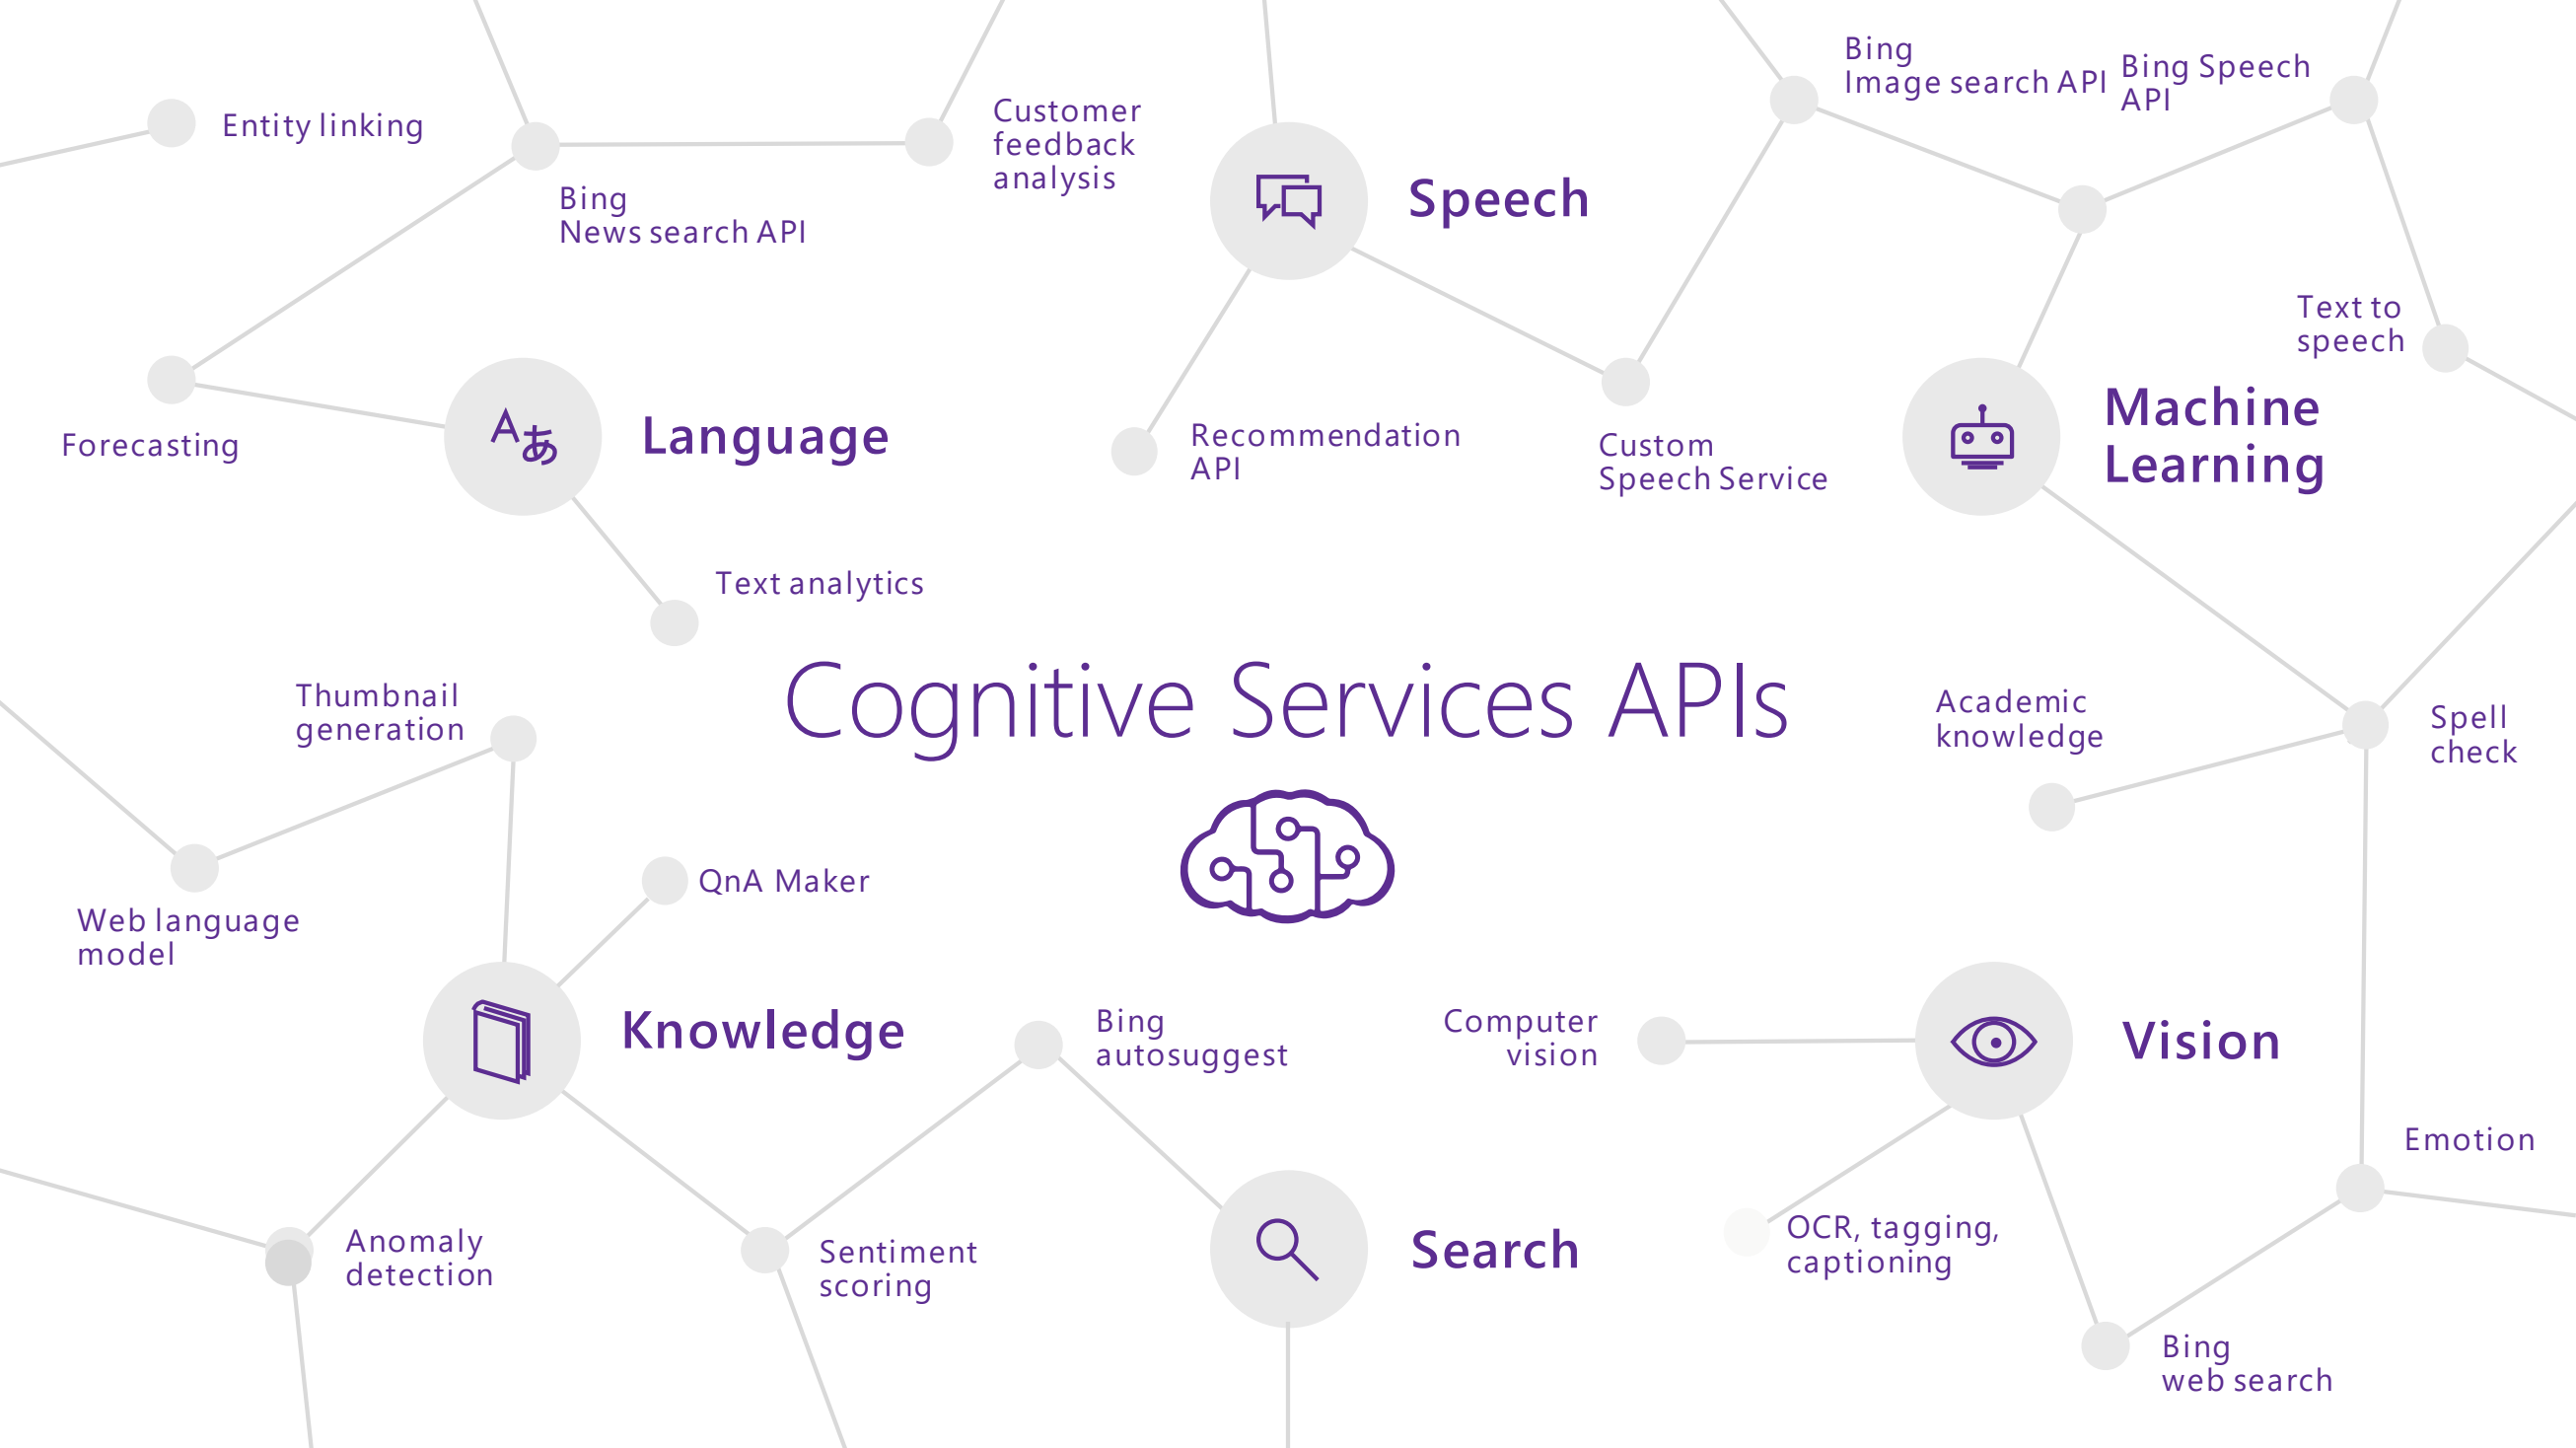 Bing
Image search API
Bing Speech
API
Entity linking
Customer
feedback
analysis
Bing
News search API
Speech
Text to
speech
Forecasting
Language
Recommendation
API
Custom
Speech Service
Machine
Learning
Text analytics
Thumbnail
generation
Cognitive Services APIs
Academic
knowledge
Spell
check
QnA Maker
Web language
model
Knowledge
Bing
autosuggest
Computer
vision
Vision
Emotion
Anomaly
detection
Sentiment
scoring
Search
OCR, tagging,
captioning
Bing
web search
A
あ